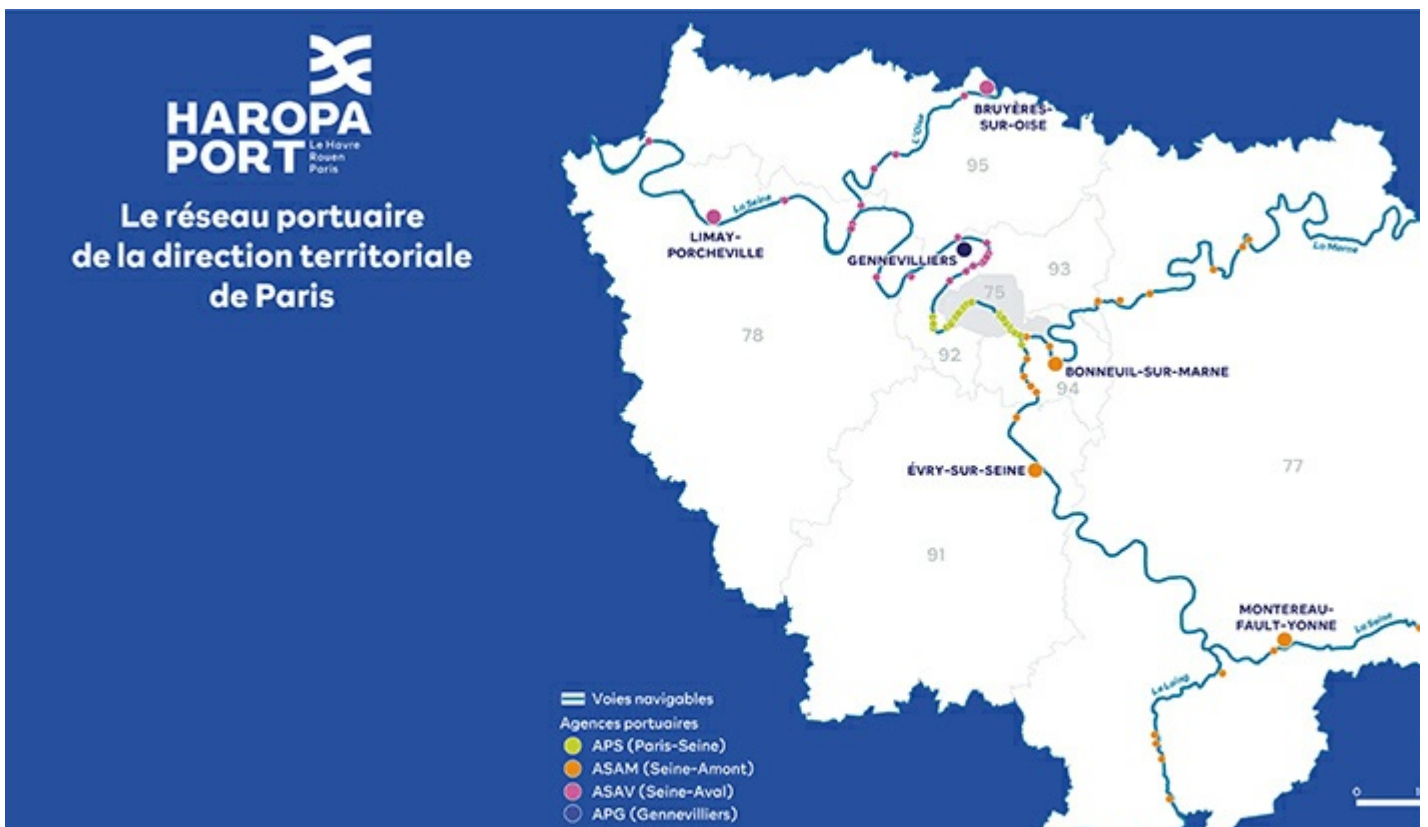 HAROPA
PORT
Le Havre
Rouen
Paris
Le réseau portuaire
de la direction territoriale
de Paris
BRUYÈRES-
SUR-OISE
L'Oise
95
La Seine
LIMAY-
PORCHEVILLE
GENNEVILLIERS
93
La Marne
75
78
92
BONNEUIL-SUR-MARNE
94
ÉVRY-SUR-SEINE
77
91
MONTEREAU-
FAULT-YONNE
La Seine
Le Loing
Voies navigables
Agences portuaires
APS (Paris-Seine)
ASAM (Seine-Amont)
ASAV (Seine-Aval)
APG (Gennevilliers)
0